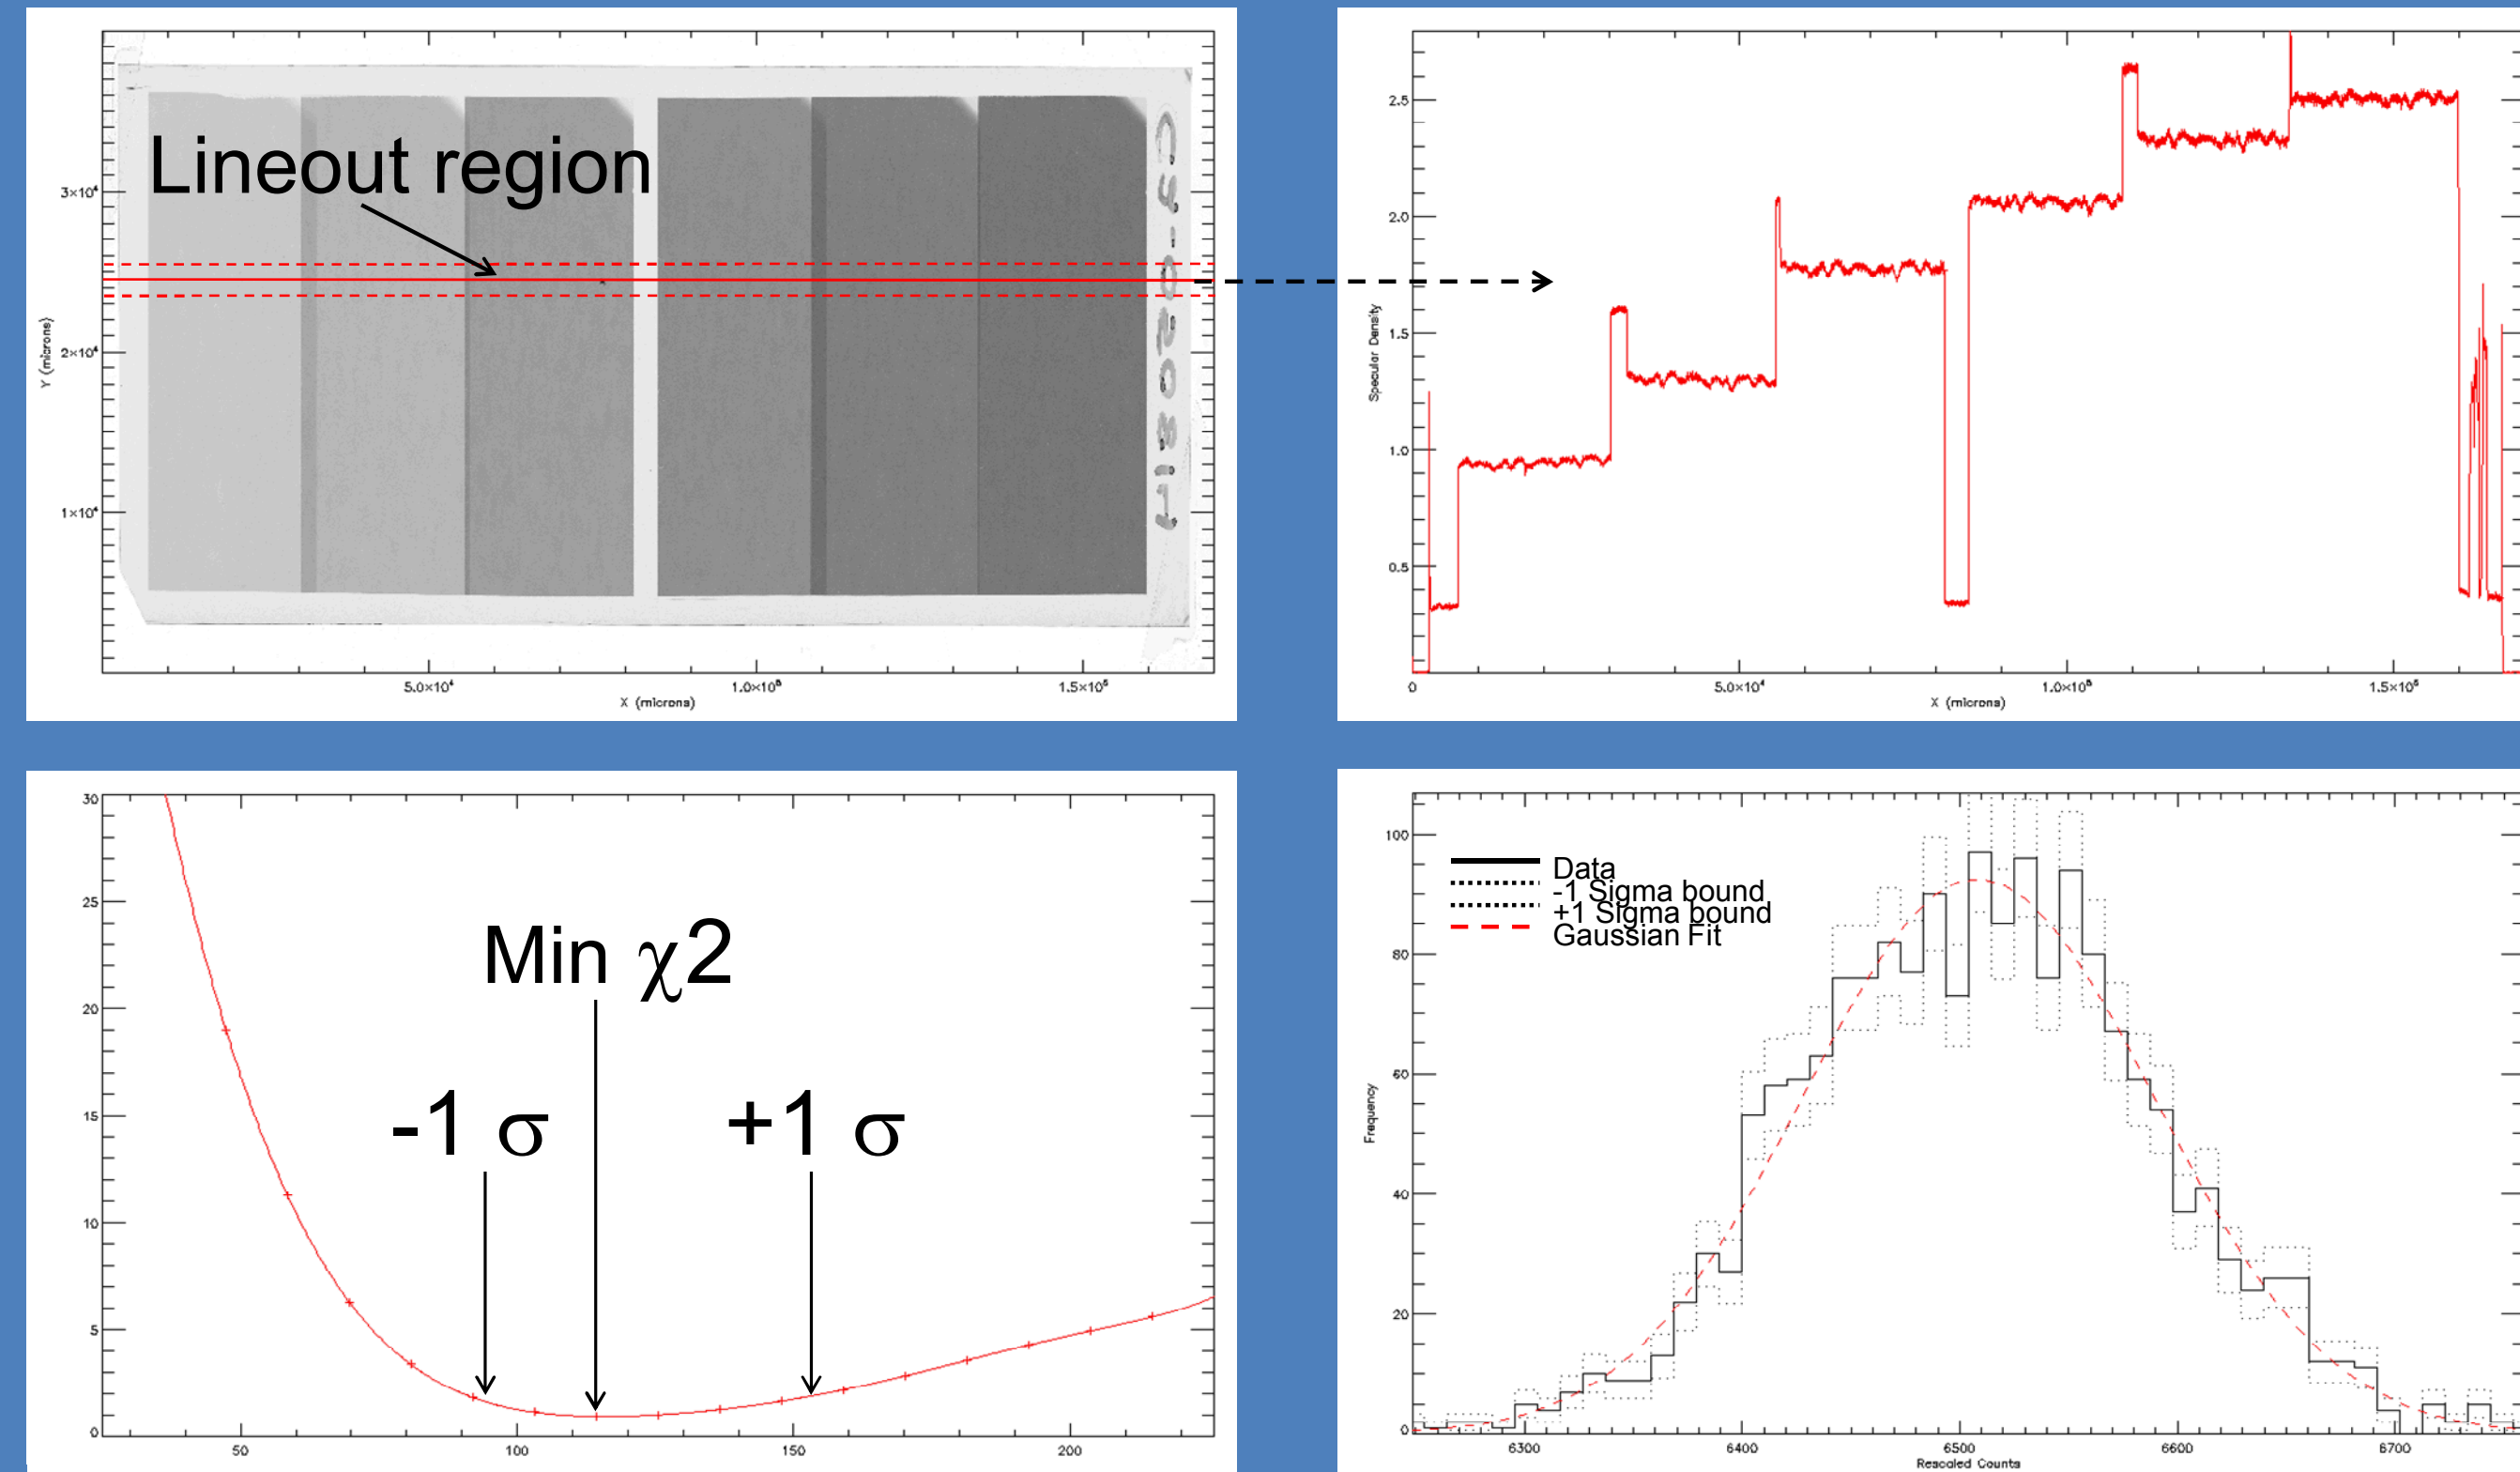 Lineout region
3×10⁴
2×10⁴
1×10⁴
Y (microns)
5.0×10⁴
1.0×10⁵
1.5×10⁵
X (microns)
2.5
2.0
1.5
1.0
0.5
Specular Density
0
5.0×10⁴
1.0×10⁵
1.5×10⁵
X (microns)
30
25
20
15
10
5
0
Min χ2
-1 σ
+1 σ
50
100
150
200
100
80
60
40
20
0
Frequency
Data
-1 Sigma bound
+1 Sigma bound
Gaussian Fit
6300
6400
6500
6600
6700
Rescaled Counts